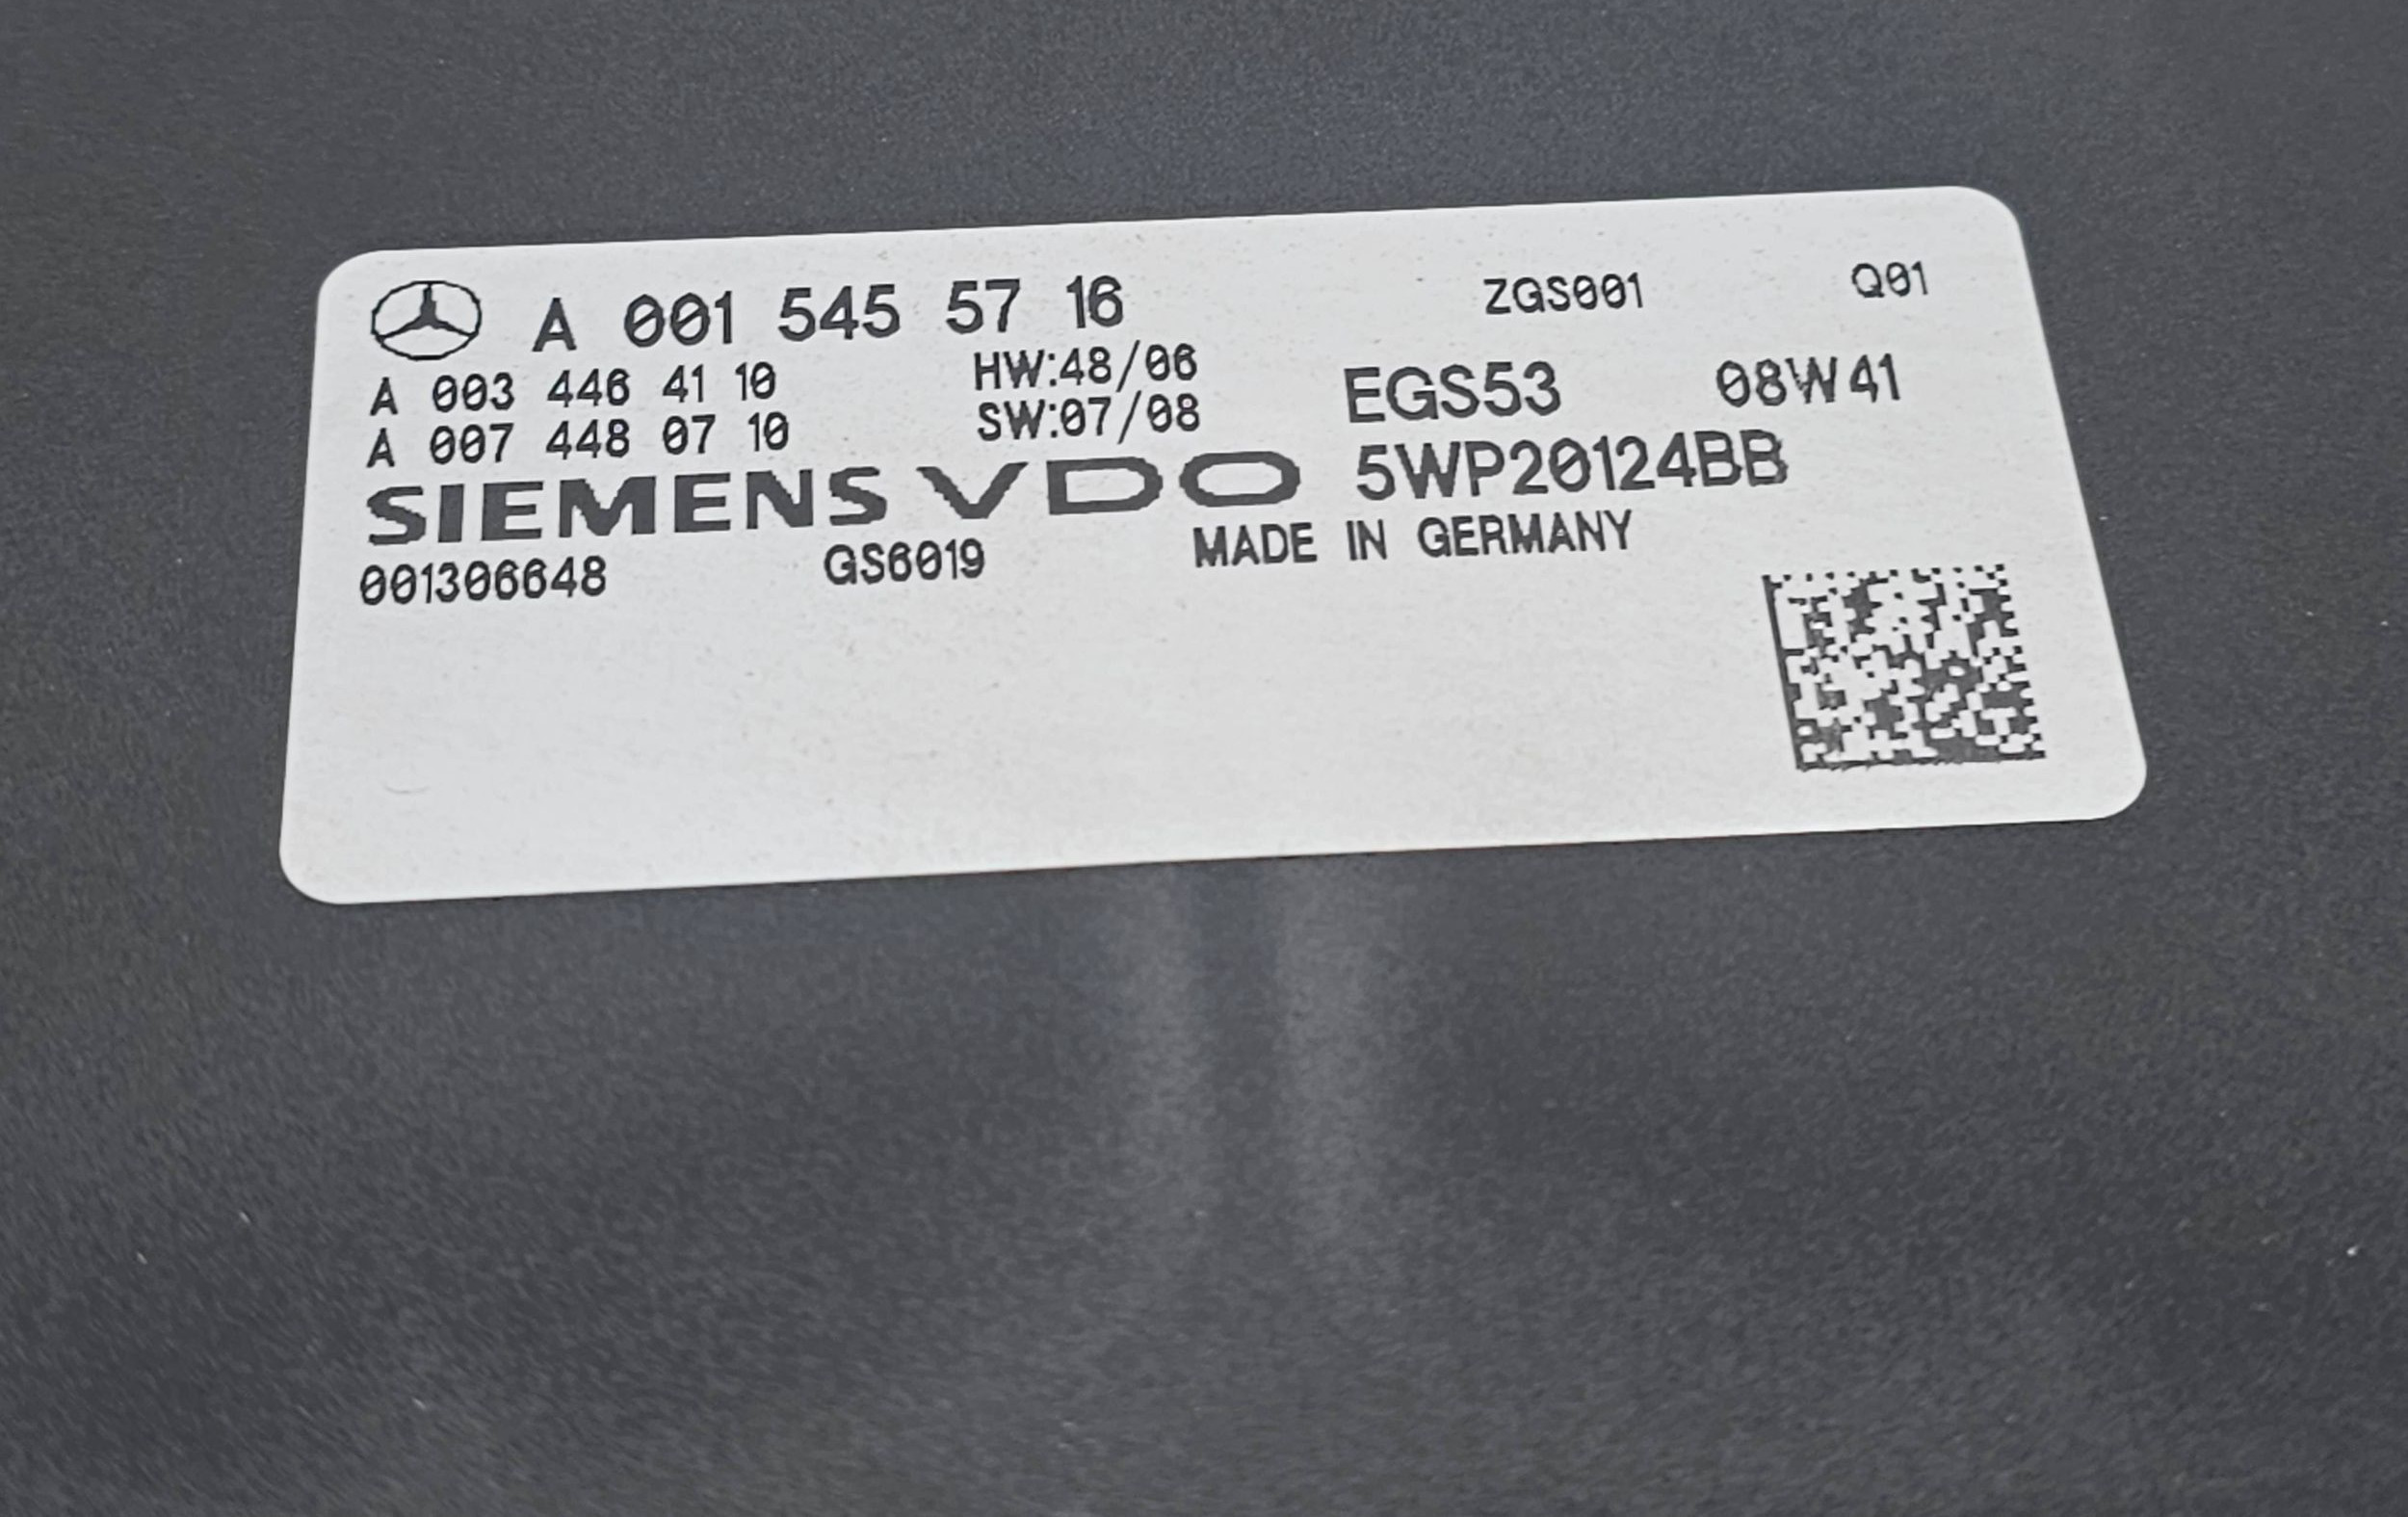 A 001 545 57 16 ZGS001 Q01
A 003 446 41 10 HW:48/06 EGS53 08W41
A 007 448 07 10 SW:07/08
SIEMENS VDO 5WP20124BB
001306648 GS6019 MADE IN GERMANY